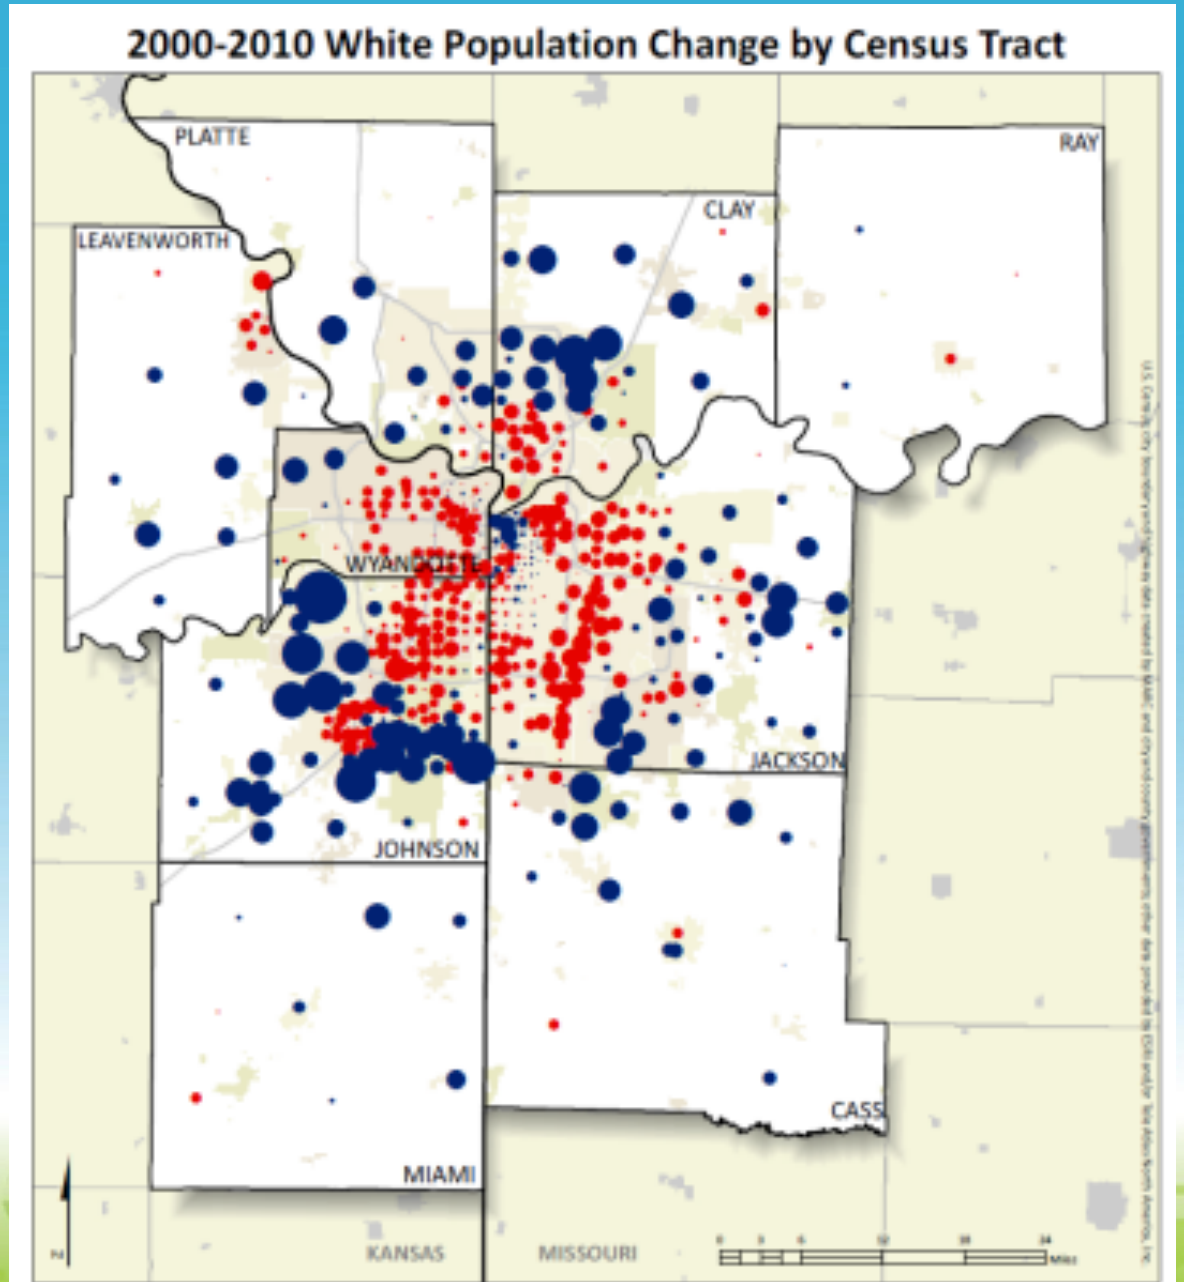 2000-2010 White Population Change by Census Tract
PLATTE
RAY
CLAY
LEAVENWORTH
WYANDOTTE
JACKSON
JOHNSON
CASS
MIAMI
KANSAS MISSOURI
N
Miles